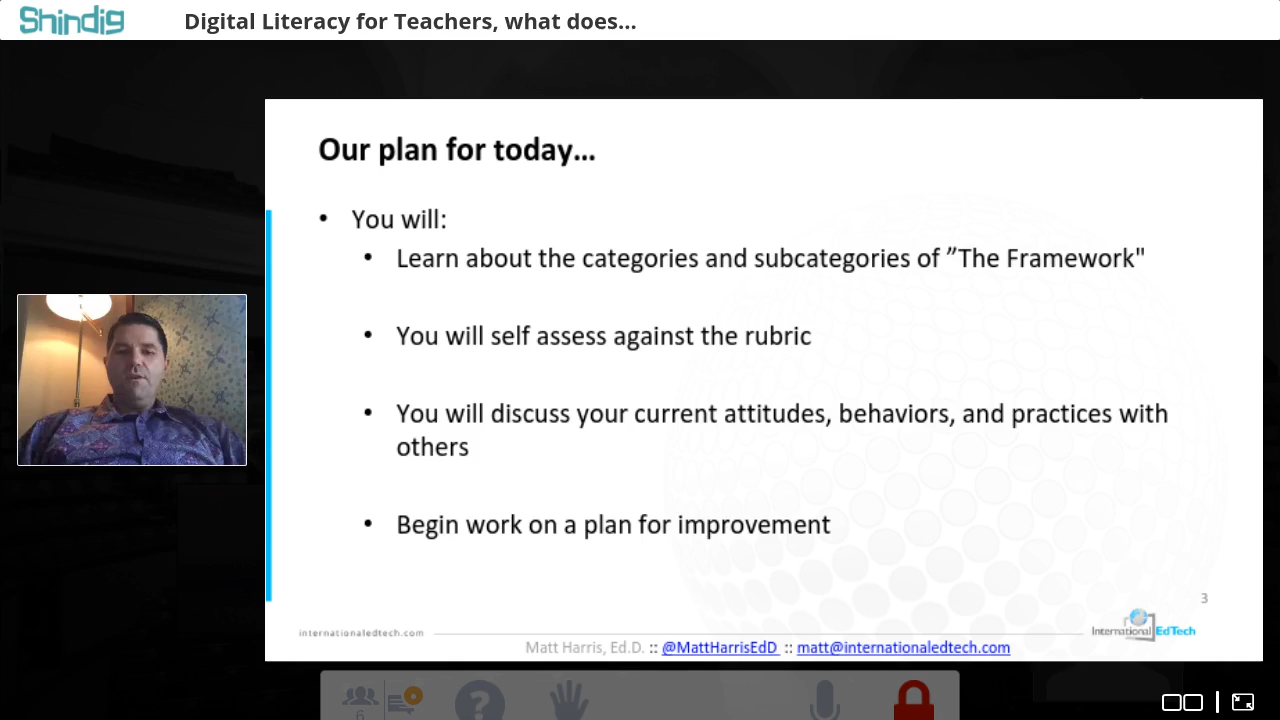 Shindig
Digital Literacy for Teachers, what does...
Our plan for today...
• You will:
• Learn about the categories and subcategories of ”The Framework"
• You will self assess against the rubric
• You will discuss your current attitudes, behaviors, and practices with
others
• Begin work on a plan for improvement
3
internationaledtech.com
International EdTech
Matt Harris, Ed.D. :: @MattHarrisEdD :: matt@internationaledtech.com
6